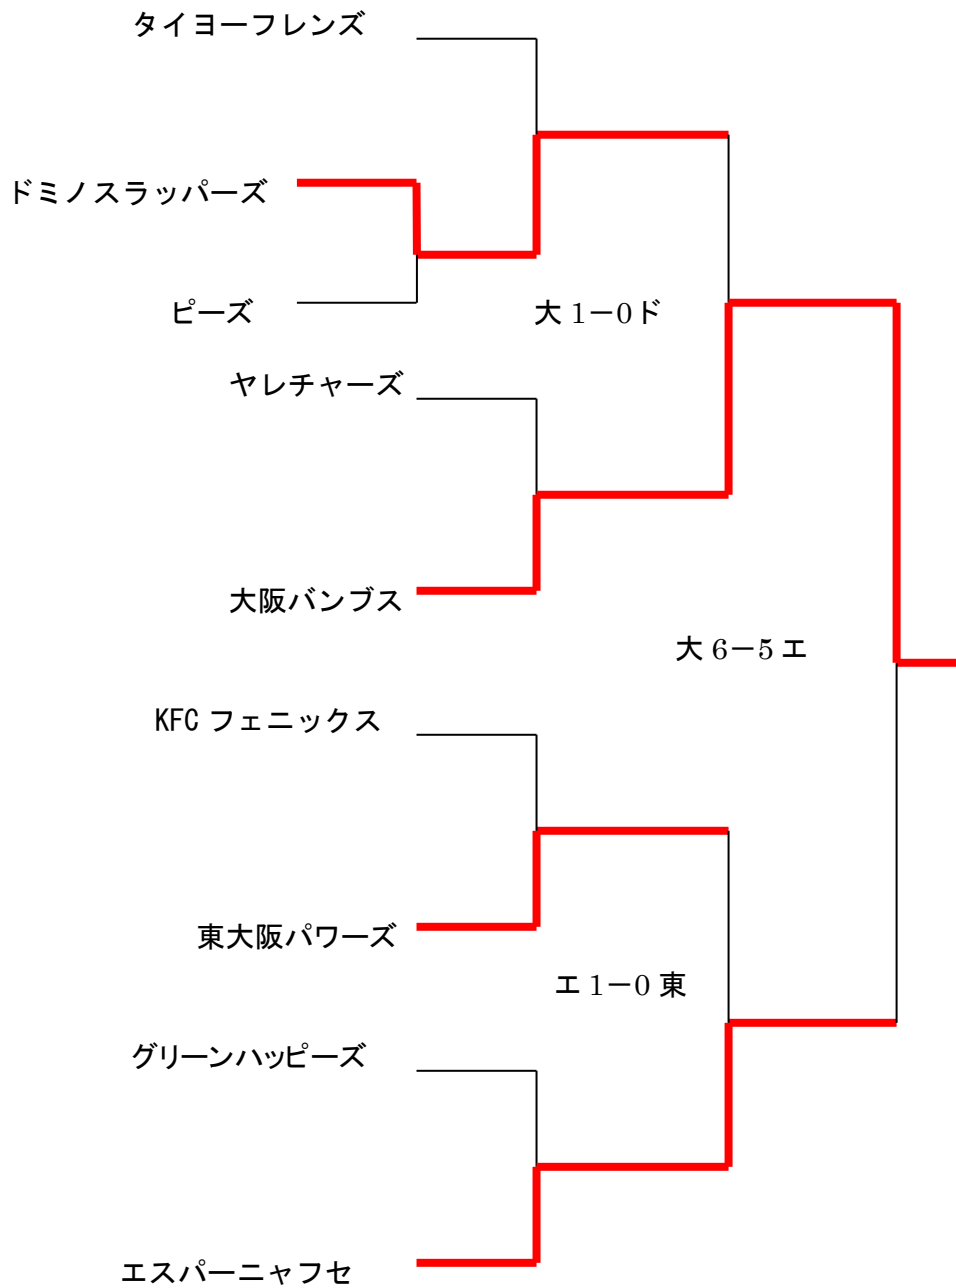 タイヨーフレンズ
ドミノスラッパーズ
ピーズ
大 1－0 ド
ヤレチャーズ
大阪バンブス
大 6－5 エ
KFC フェニックス
東大阪パワーズ
エ 1－0 東
グリーンハッピーズ
エスパーニャフセ